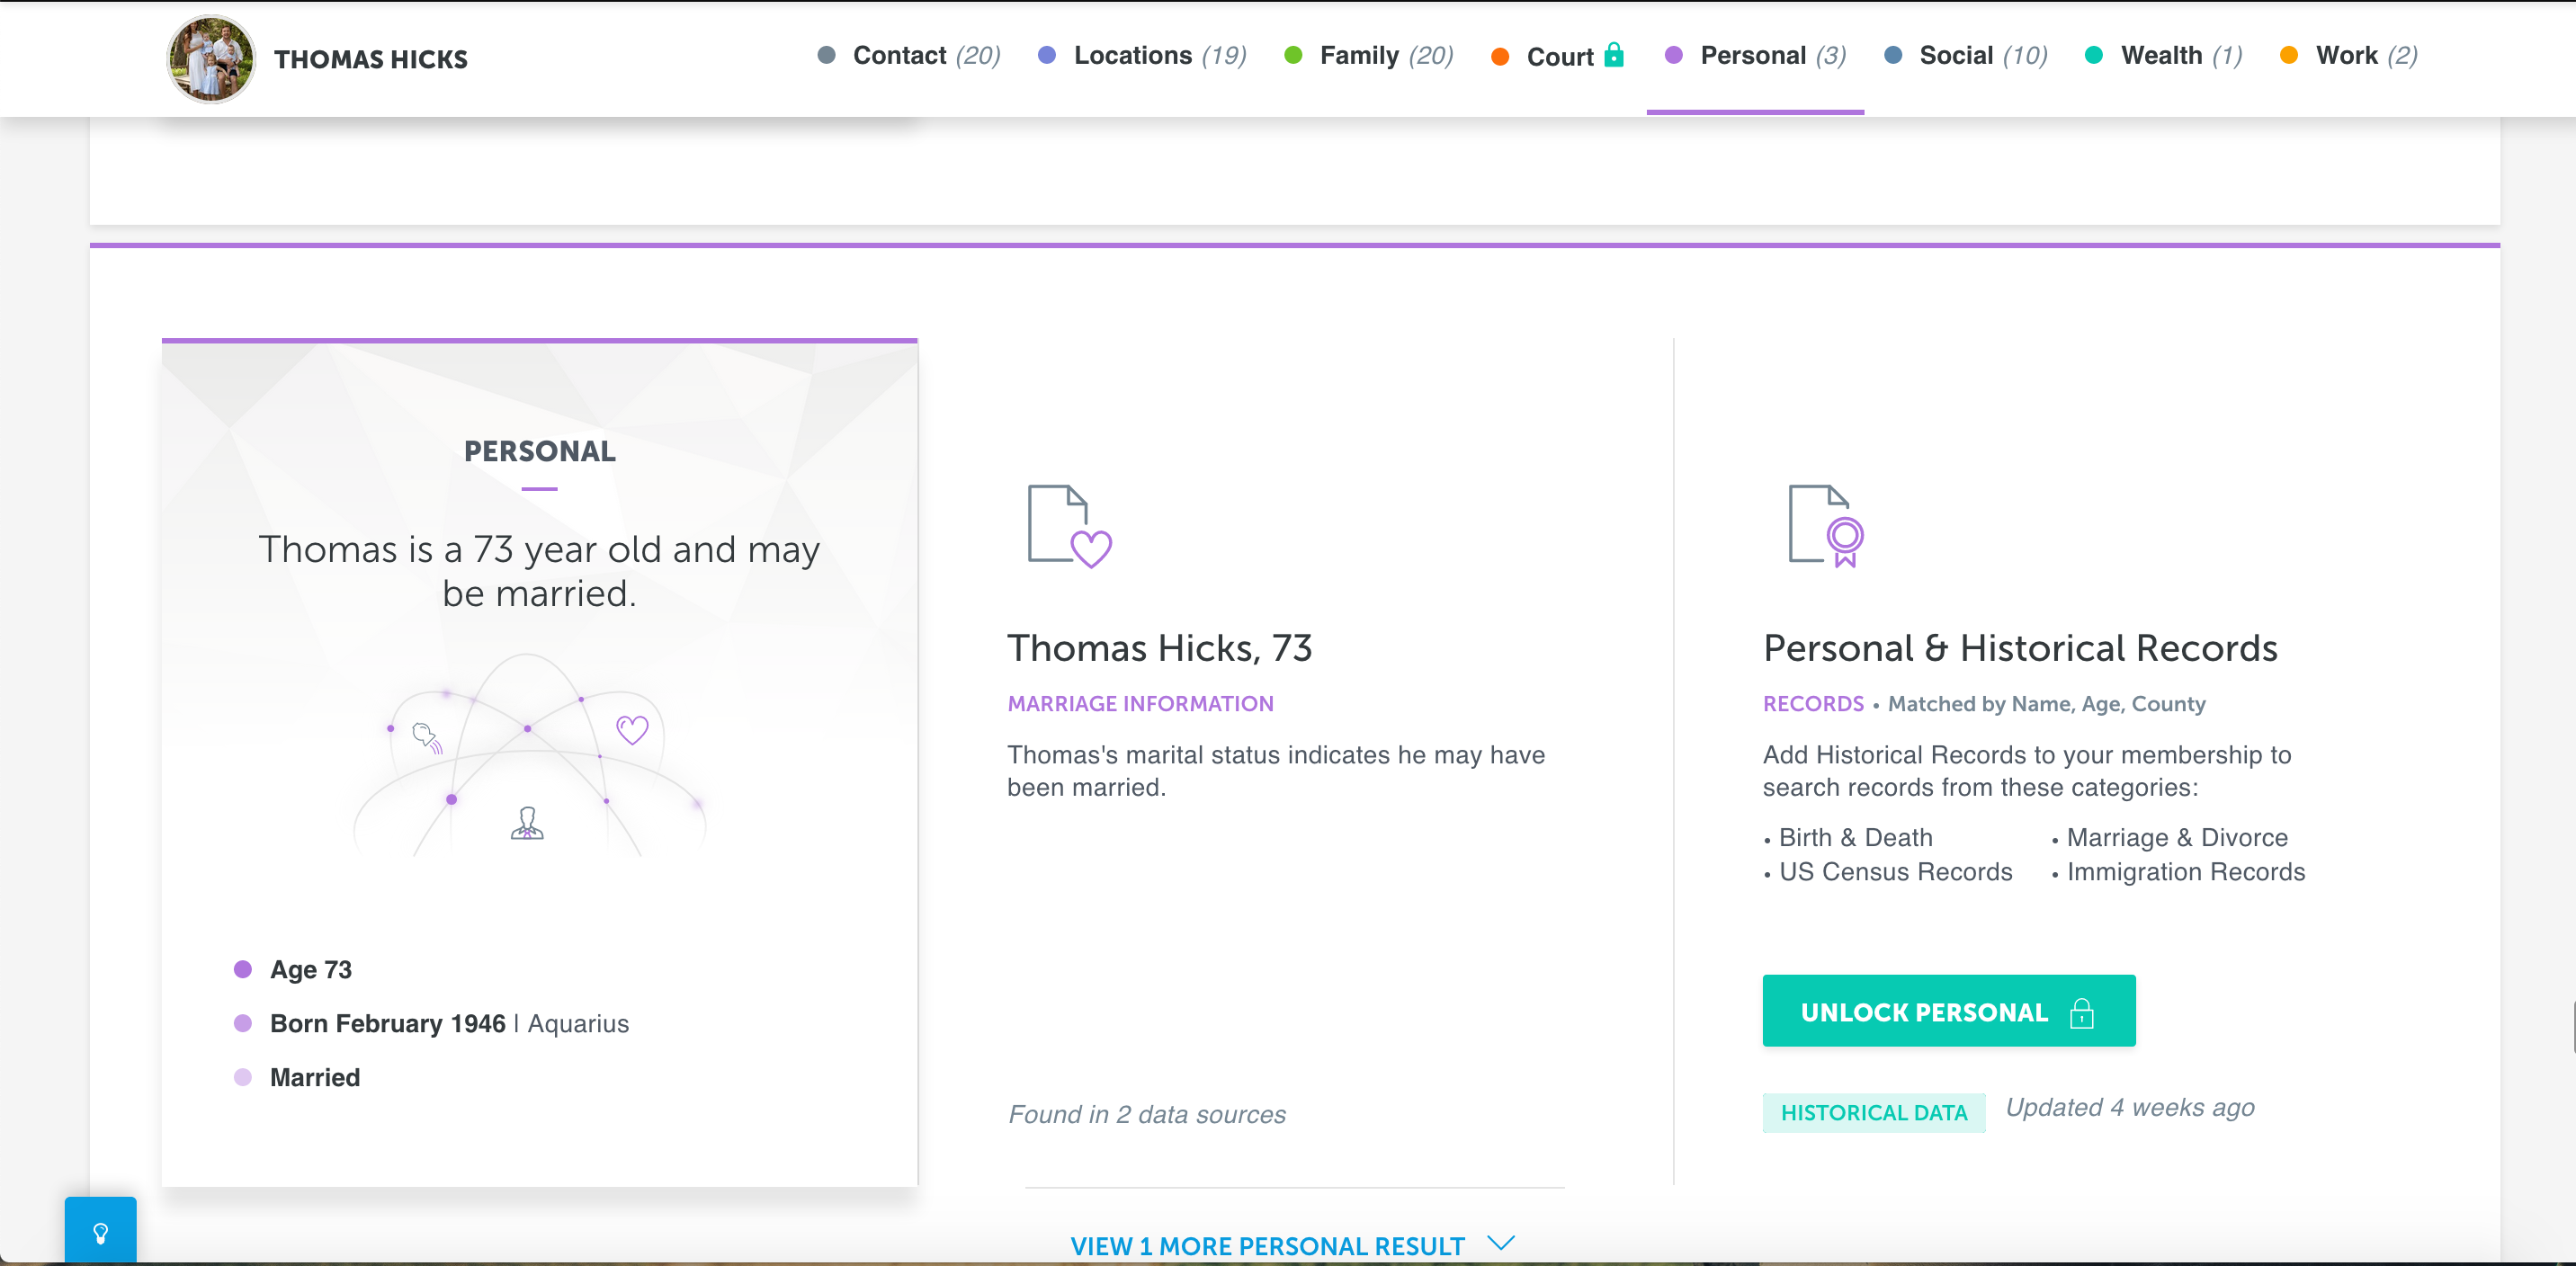 THOMAS HICKS
Contact (20)
Locations (19)
Family (20)
Court
Personal (3)
Social (10)
Wealth (1)
Work (2)
PERSONAL
Thomas is a 73 year old and may
be married.
• Age 73
• Born February 1946 | Aquarius
• Married
Thomas Hicks, 73
MARRIAGE INFORMATION
Thomas's marital status indicates he may have
been married.
Found in 2 data sources
Personal & Historical Records
RECORDS • Matched by Name, Age, County
Add Historical Records to your membership to
search records from these categories:
• Birth & Death
• Marriage & Divorce
• US Census Records
• Immigration Records
UNLOCK PERSONAL
HISTORICAL DATA Updated 4 weeks ago
VIEW 1 MORE PERSONAL RESULT